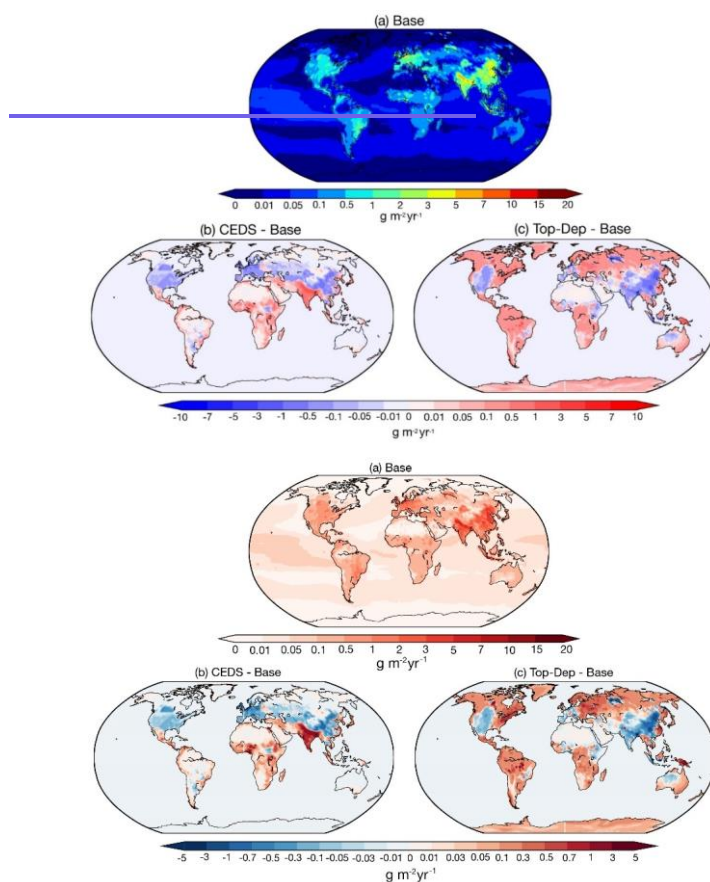 (a) Base
0 0.01 0.05 0.1 0.5 1 2 3 5 7 10 15 20
g m⁻²yr⁻¹
(b) CEDS - Base
(c) Top-Dep - Base
-10 -7 -5 -3 -1 -0.5 -0.1 -0.05 -0.01 0 0.01 0.05 0.1 0.5 1 3 5 7 10
g m⁻²yr⁻¹
(a) Base
0 0.01 0.05 0.1 0.5 1 2 3 5 7 10 15 20
g m⁻²yr⁻¹
(b) CEDS - Base
(c) Top-Dep - Base
-5 -3 -1 -0.7 -0.5 -0.3 -0.1 -0.05 -0.03 -0.01 0 0.01 0.03 0.05 0.1 0.5 0.7 1 3 5
g m⁻²yr⁻¹